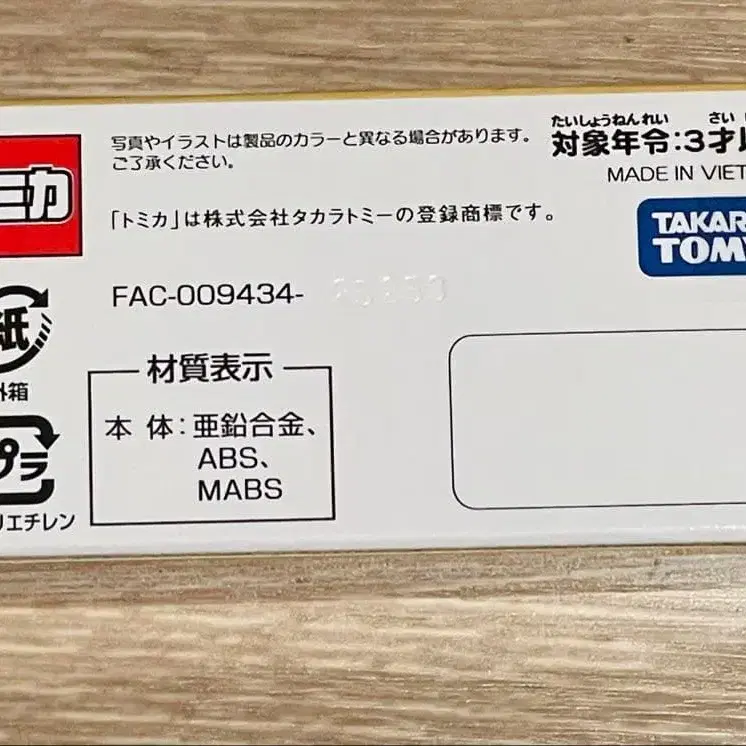 ミカ
写真やイラストは製品のカラーと異なる場合があります。
ご了承ください。
たいしょうねんれい さい
対象年令:3才以
MADE IN VIET
「トミカ」は株式会社タカラトミーの登録商標です。
TAKAR
TOMY
FAC-009434-
紙
外箱
材質表示
本 体:亜鉛合金、
ABS、
MABS
プラ
リエチレン